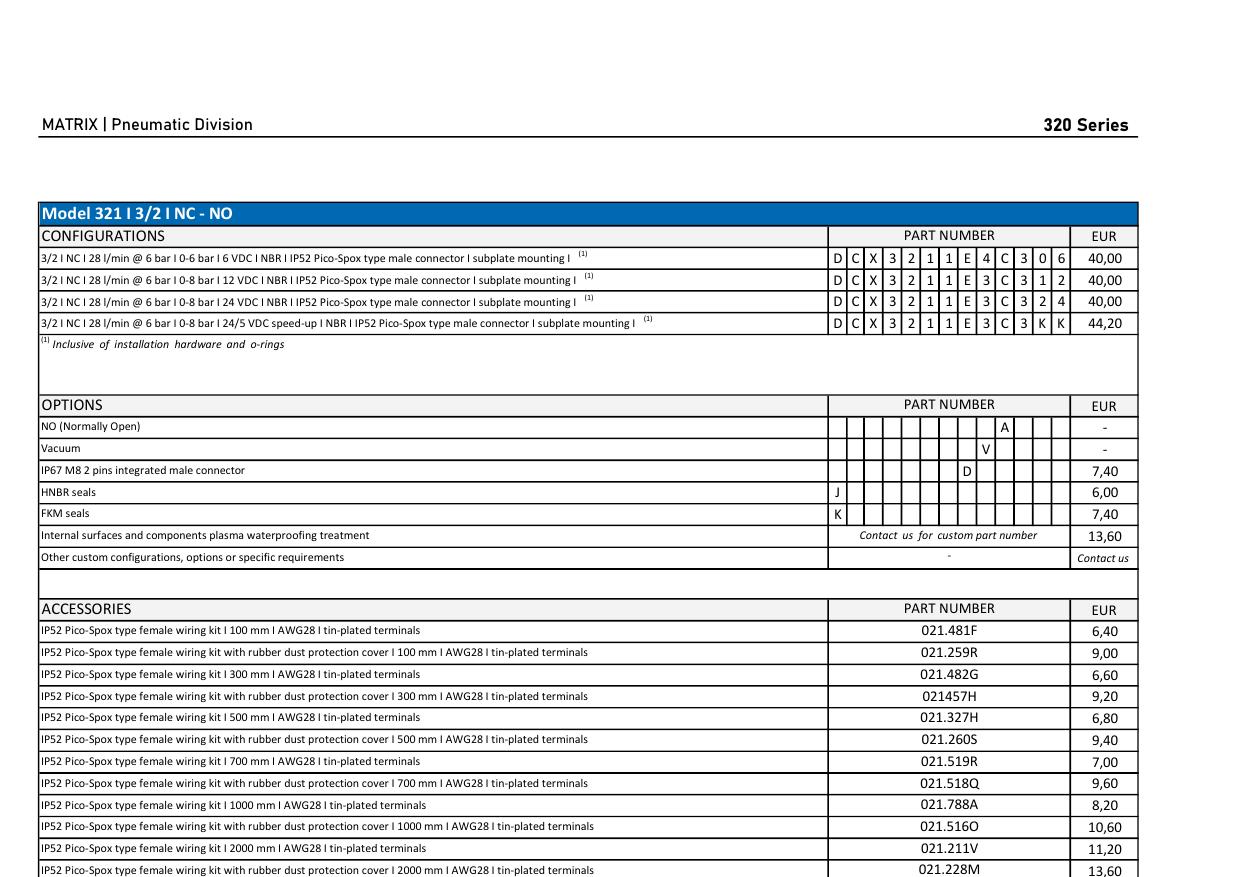 MATRIX | Pneumatic Division 320 Series
Model 321 I 3/2 I NC - NO
CONFIGURATIONS PART NUMBER EUR
3/2 I NC I 28 l/min @ 6 bar I 0-6 bar I 6 VDC I NBR I IP52 Pico-Spox type male connector I subplate mounting I (1) D C X 3 2 1 1 E 4 C 3 0 6 40,00
3/2 I NC I 28 l/min @ 6 bar I 0-8 bar I 12 VDC I NBR I IP52 Pico-Spox type male connector I subplate mounting I (1) D C X 3 2 1 1 E 3 C 3 1 2 40,00
3/2 I NC I 28 l/min @ 6 bar I 0-8 bar I 24 VDC I NBR I IP52 Pico-Spox type male connector I subplate mounting I (1) D C X 3 2 1 1 E 3 C 3 2 4 40,00
3/2 I NC I 28 l/min @ 6 bar I 0-8 bar I 24/5 VDC speed-up I NBR I IP52 Pico-Spox type male connector I subplate mounting I (1) D C X 3 2 1 1 E 3 C 3 K K 44,20
(1) Inclusive of installation hardware and o-rings
OPTIONS PART NUMBER EUR
NO (Normally Open) A -
Vacuum V -
IP67 M8 2 pins integrated male connector D 7,40
HNBR seals J 6,00
FKM seals K 7,40
Internal surfaces and components plasma waterproofing treatment Contact us for custom part number 13,60
Other custom configurations, options or specific requirements - Contact us
ACCESSORIES PART NUMBER EUR
IP52 Pico-Spox type female wiring kit I 100 mm I AWG28 I tin-plated terminals 021.481F 6,40
IP52 Pico-Spox type female wiring kit with rubber dust protection cover I 100 mm I AWG28 I tin-plated terminals 021.259R 9,00
IP52 Pico-Spox type female wiring kit I 300 mm I AWG28 I tin-plated terminals 021.482G 6,60
IP52 Pico-Spox type female wiring kit with rubber dust protection cover I 300 mm I AWG28 I tin-plated terminals 021457H 9,20
IP52 Pico-Spox type female wiring kit I 500 mm I AWG28 I tin-plated terminals 021.327H 6,80
IP52 Pico-Spox type female wiring kit with rubber dust protection cover I 500 mm I AWG28 I tin-plated terminals 021.260S 9,40
IP52 Pico-Spox type female wiring kit I 700 mm I AWG28 I tin-plated terminals 021.519R 7,00
IP52 Pico-Spox type female wiring kit with rubber dust protection cover I 700 mm I AWG28 I tin-plated terminals 021.518Q 9,60
IP52 Pico-Spox type female wiring kit I 1000 mm I AWG28 I tin-plated terminals 021.788A 8,20
IP52 Pico-Spox type female wiring kit with rubber dust protection cover I 1000 mm I AWG28 I tin-plated terminals 021.516O 10,60
IP52 Pico-Spox type female wiring kit I 2000 mm I AWG28 I tin-plated terminals 021.211V 11,20
IP52 Pico-Spox type female wiring kit with rubber dust protection cover I 2000 mm I AWG28 I tin-plated terminals 021.228M 13,60